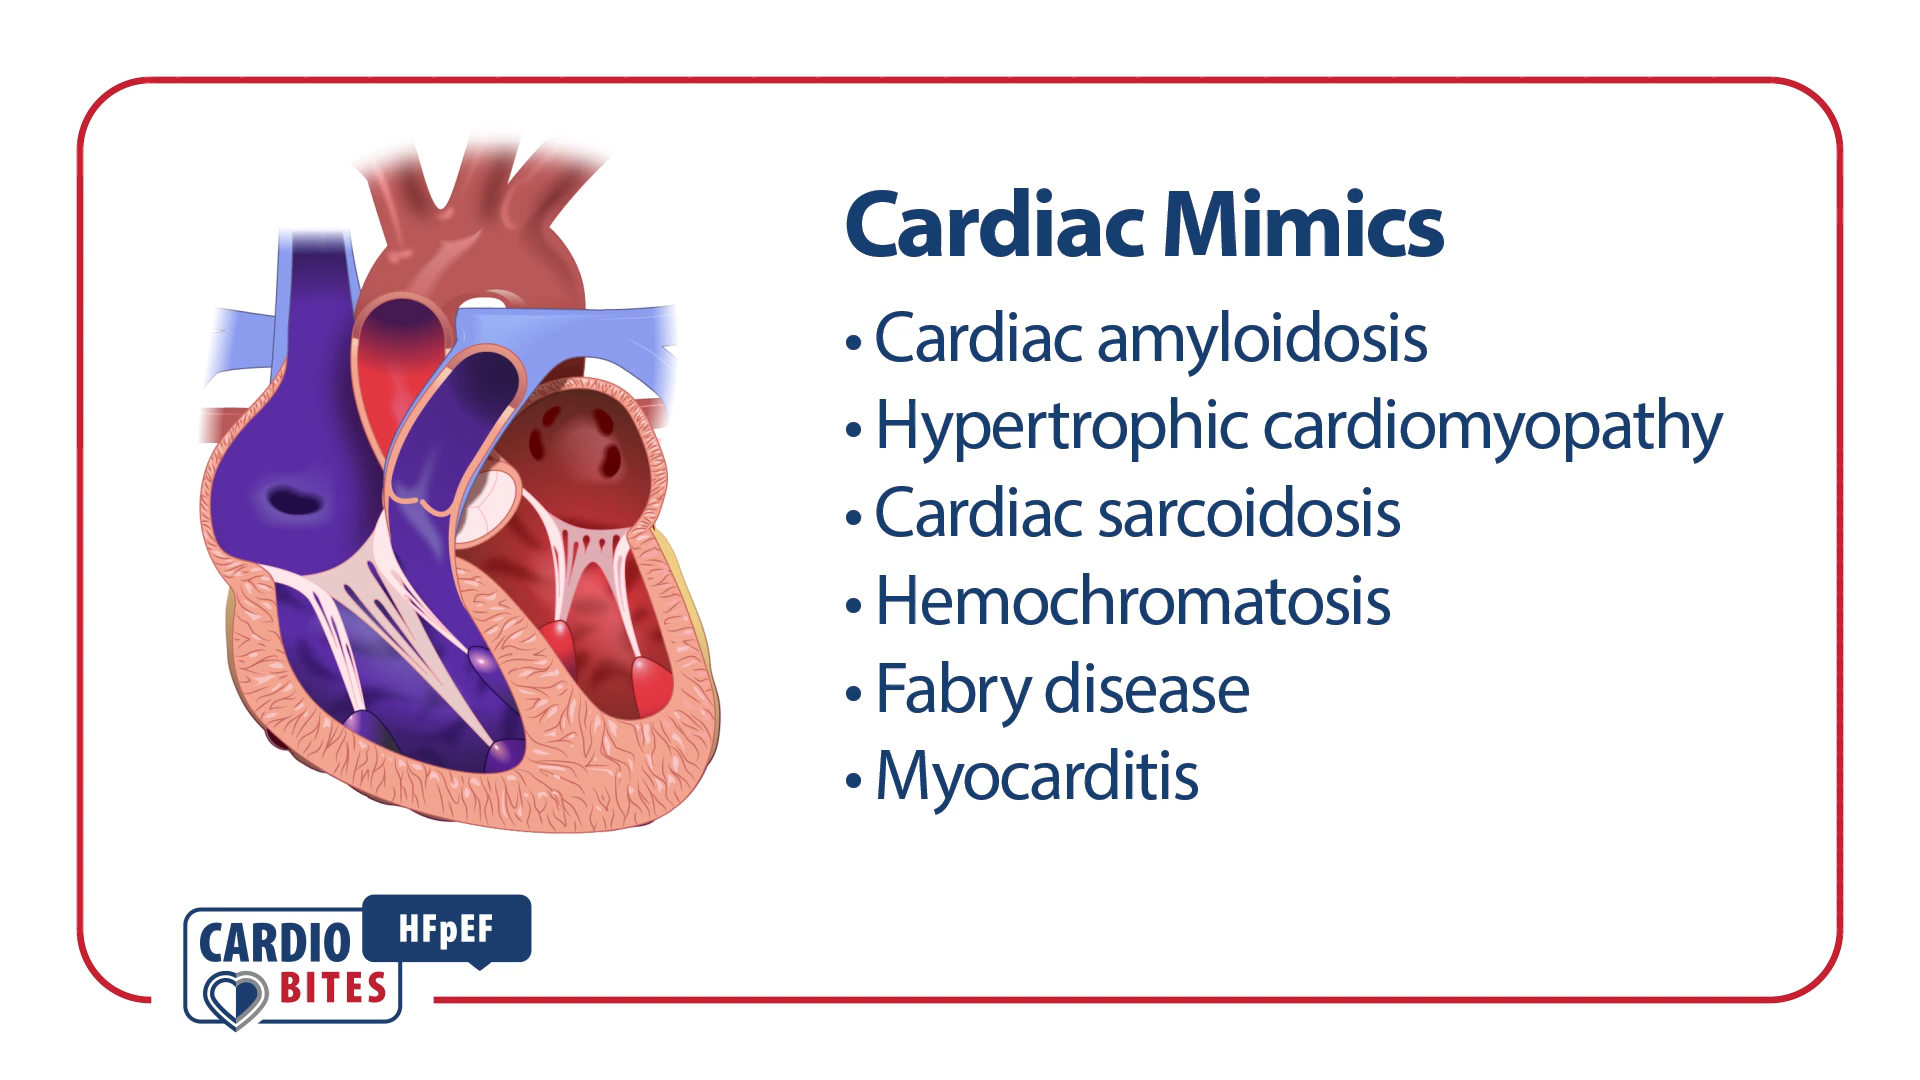 Cardiac Mimics
• Cardiac amyloidosis
• Hypertrophic cardiomyopathy
• Cardiac sarcoidosis
• Hemochromatosis
• Fabry disease
• Myocarditis
CARDIO
HFpEF
BITES